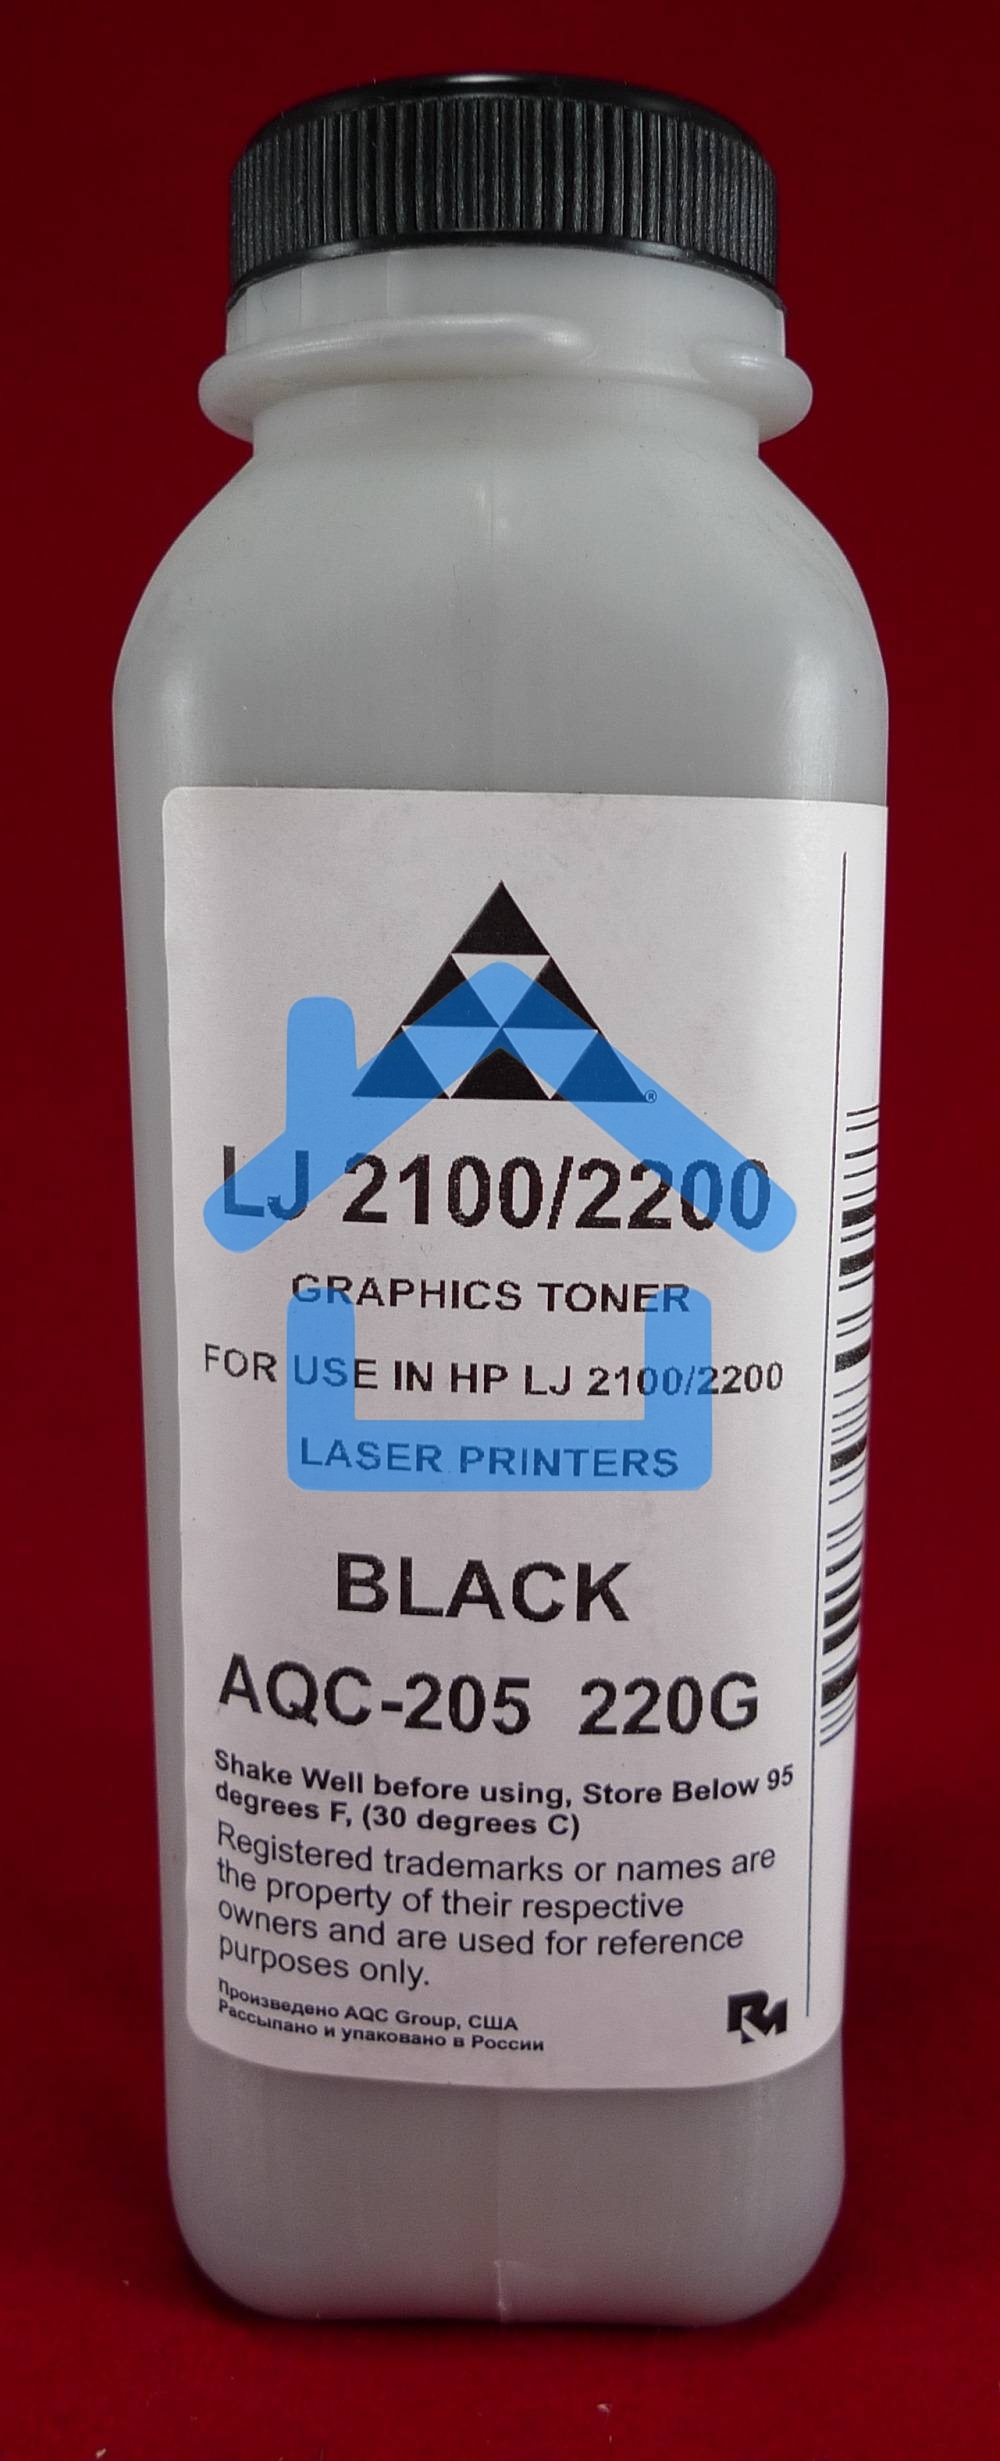 ®
LJ 2100/2200
GRAPHICS TONER
FOR USE IN HP LJ 2100/2200
LASER PRINTERS
BLACK
AQC-205 220G
Shake Well before using, Store Below 95
degrees F, (30 degrees C)
Registered trademarks or names are
the property of their respective
owners and are used for reference
purposes only.
Произведено AQC Group, США
Рассыпано и упаковано в России
RM